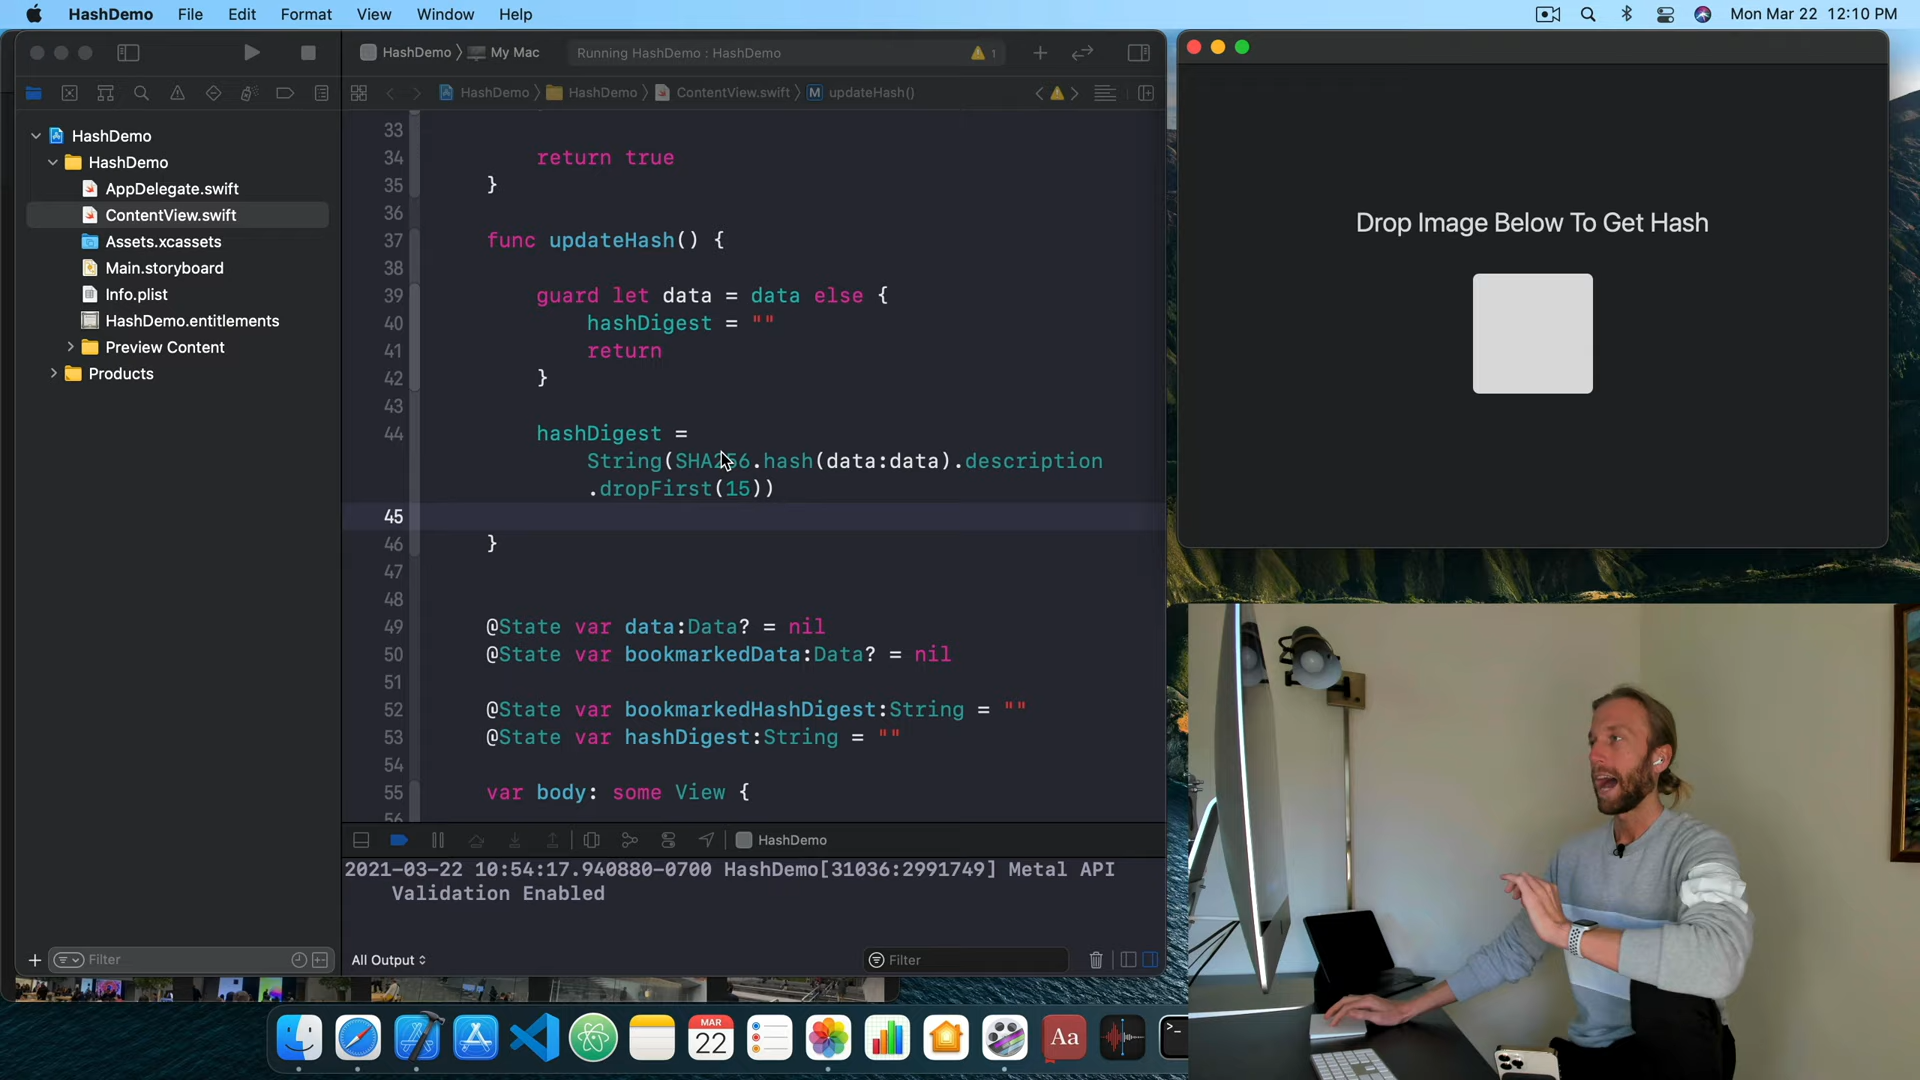 HashDemo File Edit Format View Window Help Mon Mar 22 12:10 PM
HashDemo My Mac Running HashDemo : HashDemo 1
HashDemo HashDemo ContentView.swift M updateHash()
HashDemo
HashDemo
AppDelegate.swift
ContentView.swift
Assets.xcassets
Main.storyboard
Info.plist
HashDemo.entitlements
Preview Content
Products
Filter
33
34 return true
35 }
36
37 func updateHash() {
38
39 guard let data = data else {
40 hashDigest = ""
41 return
42 }
43
44 hashDigest =
String(SHA256.hash(data:data).description
.dropFirst(15))
45
46 }
47
48
49 @State var data:Data? = nil
50 @State var bookmarkedData:Data? = nil
51
52 @State var bookmarkedHashDigest:String = ""
53 @State var hashDigest:String = ""
54
55 var body: some View {
56
HashDemo
2021-03-22 10:54:17.940880-0700 HashDemo[31036:2991749] Metal API
Validation Enabled
All Output Filter
Drop Image Below To Get Hash
MAR
22
Aa
>_